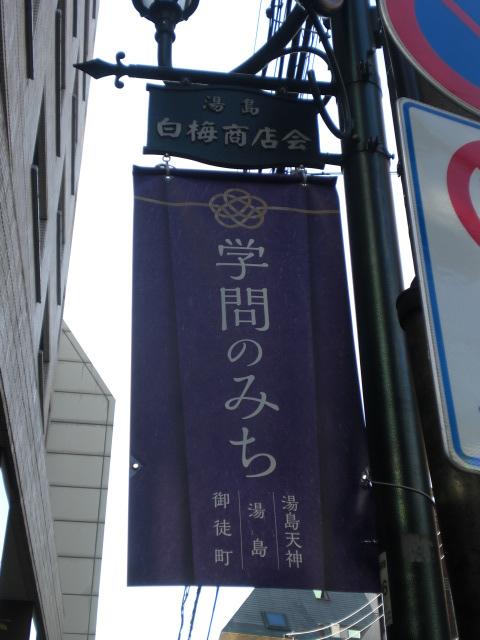 湯島
白梅商店会
学問のみち
湯島天神
湯島
御徒町